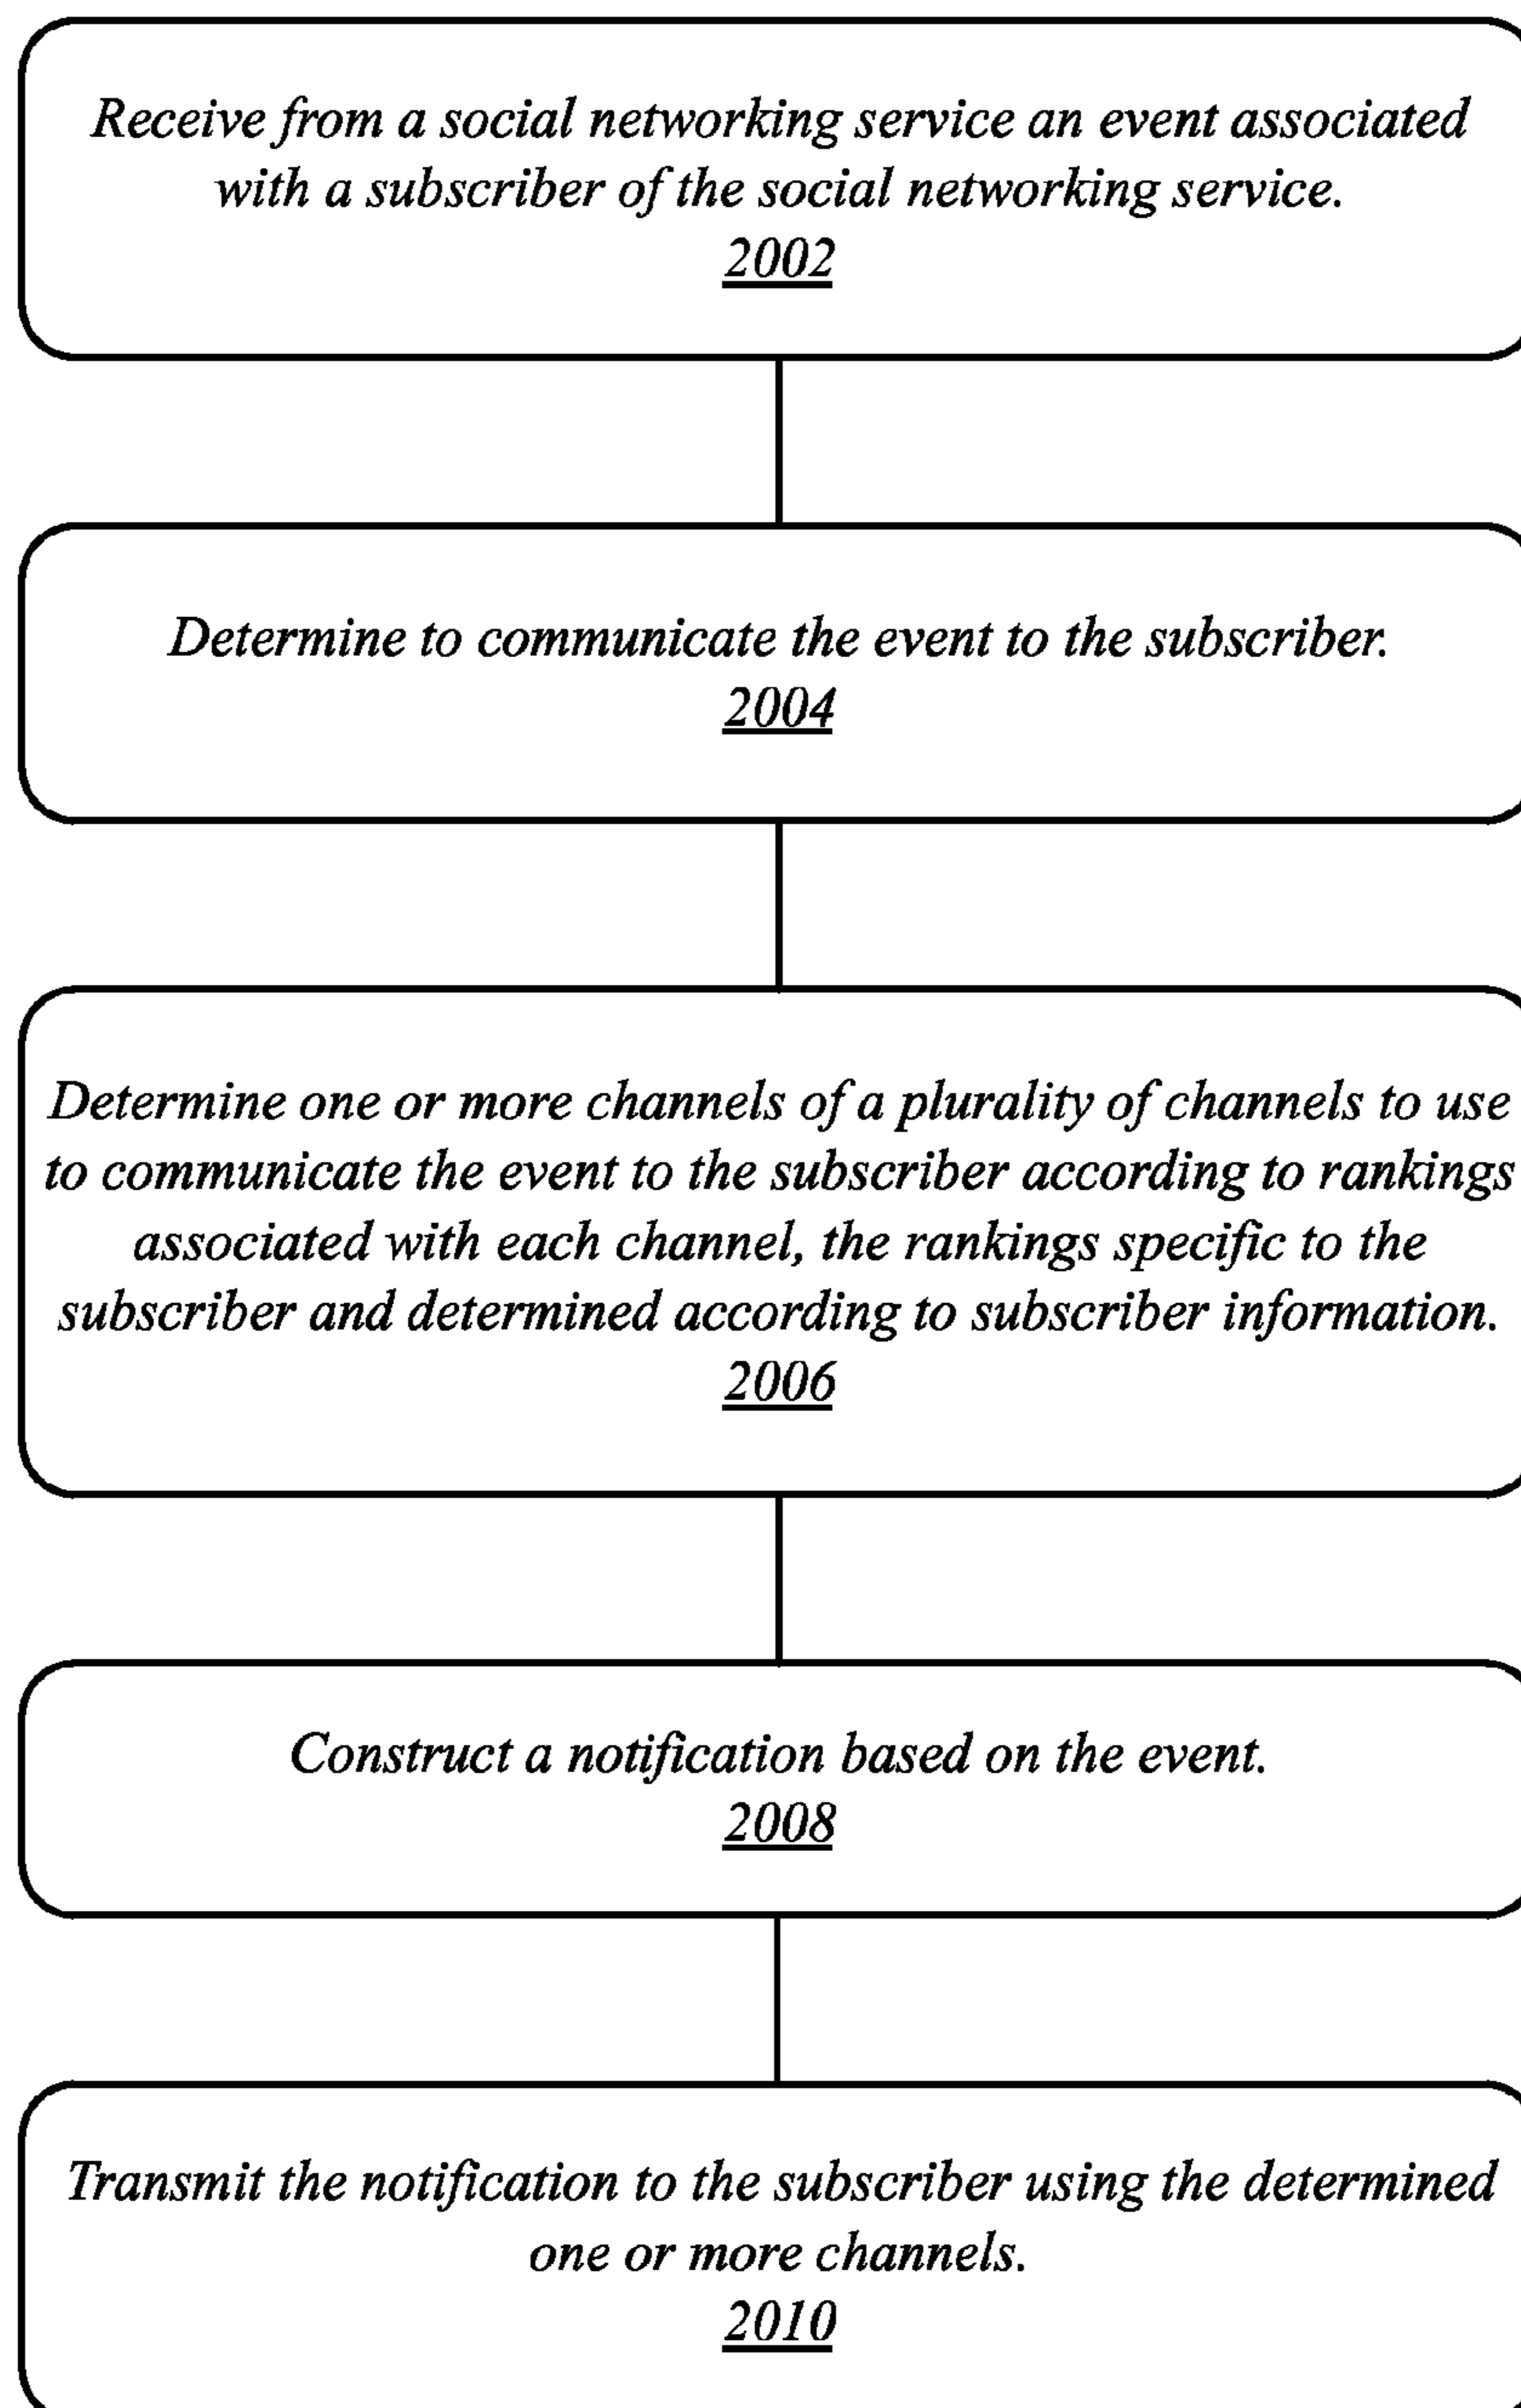 Receive from a social networking service an event associated
with a subscriber of the social networking service.
2002
Determine to communicate the event to the subscriber.
2004
Determine one or more channels of a plurality of channels to use
to communicate the event to the subscriber according to rankings
associated with each channel, the rankings specific to the
subscriber and determined according to subscriber information.
2006
Construct a notification based on the event.
2008
Transmit the notification to the subscriber using the determined
one or more channels.
2010